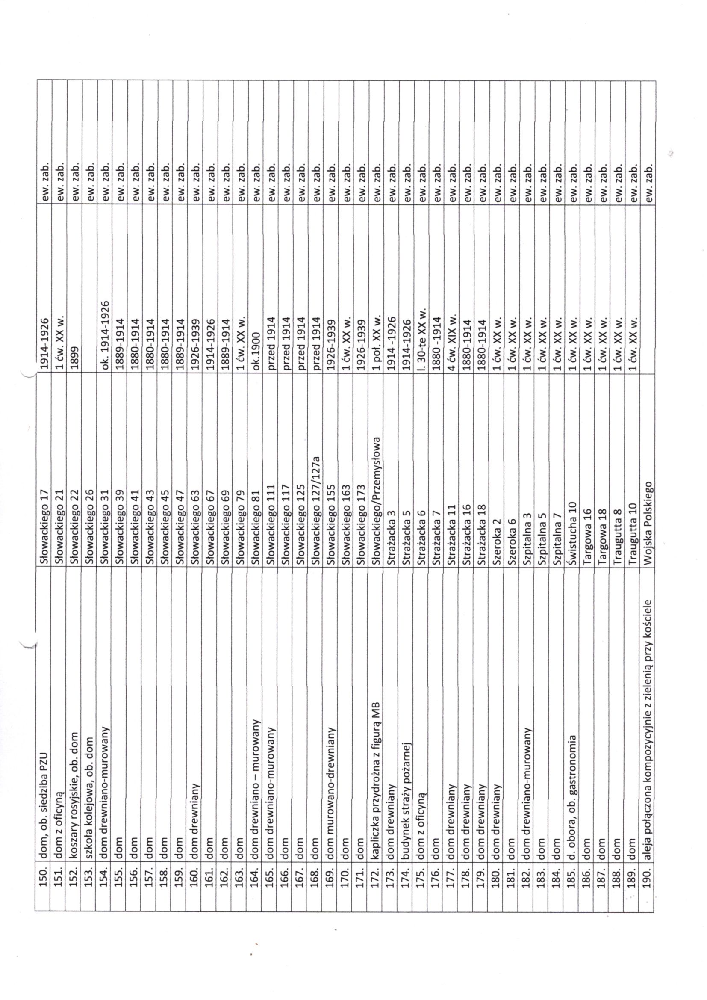 150. dom, ob. siedziba PZU Słowackiego 17 1914-1926 ew. zab.
151. dom z oficyną Słowackiego 21 1 ćw. XX w. ew. zab.
152. koszary rosyjskie, ob. dom Słowackiego 22 1899 ew. zab.
153. szkoła kolejowa, ob. dom Słowackiego 26 ew. zab.
154. dom drewniano-murowany Słowackiego 31 ok. 1914-1926 ew. zab.
155. dom Słowackiego 39 1889-1914 ew. zab.
156. dom Słowackiego 41 1880-1914 ew. zab.
157. dom Słowackiego 43 1880-1914 ew. zab.
158. dom Słowackiego 45 1880-1914 ew. zab.
159. dom Słowackiego 47 1889-1914 ew. zab.
160. dom drewniany Słowackiego 63 1926-1939 ew. zab.
161. dom Słowackiego 67 1914-1926 ew. zab.
162. dom Słowackiego 69 1889-1914 ew. zab.
163. dom Słowackiego 79 1 ćw. XX w. ew. zab.
164. dom drewniano – murowany Słowackiego 81 ok.1900 ew. zab.
165. dom drewniano-murowany Słowackiego 111 przed 1914 ew. zab.
166. dom Słowackiego 117 przed 1914 ew. zab.
167. dom Słowackiego 125 przed 1914 ew. zab.
168. dom Słowackiego 127/127a przed 1914 ew. zab.
169. dom murowano-drewniany Słowackiego 155 1926-1939 ew. zab.
170. dom Słowackiego 163 1 ćw. XX w. ew. zab.
171. dom Słowackiego 173 1926-1939 ew. zab.
172. kapliczka przydrożna z figurą MB Słowackiego/Przemysłowa 1 poł. XX w. ew. zab.
173. dom drewniany Strażacka 3 1914 -1926 ew. zab.
174. budynek straży pożarnej Strażacka 5 1914-1926 ew. zab.
175. dom z oficyną Strażacka 6 l. 30-te XX w. ew. zab.
176. dom Strażacka 7 1880 -1914 ew. zab.
177. dom drewniany Strażacka 11 4 ćw. XIX w. ew. zab.
178. dom drewniany Strażacka 16 1880-1914 ew. zab.
179. dom drewniany Strażacka 18 1880-1914 ew. zab.
180. dom drewniany Szeroka 2 1 ćw. XX w. ew. zab.
181. dom Szeroka 6 1 ćw. XX w. ew. zab.
182. dom drewniano-murowany Szpitalna 3 1 ćw. XX w. ew. zab.
183. dom Szpitalna 5 1 ćw. XX w. ew. zab.
184. dom Szpitalna 7 1 ćw. XX w. ew. zab.
185. d. obora, ob. gastronomia Świstucha 10 1 ćw. XX w. ew. zab.
186. dom Targowa 16 1 ćw. XX w. ew. zab.
187. dom Targowa 18 1 ćw. XX w. ew. zab.
188. dom Traugutta 8 1 ćw. XX w. ew. zab.
189. dom Traugutta 10 1 ćw. XX w. ew. zab.
190. aleja połączona kompozycyjnie z zielenią przy kościele Wojska Polskiego ew. zab.